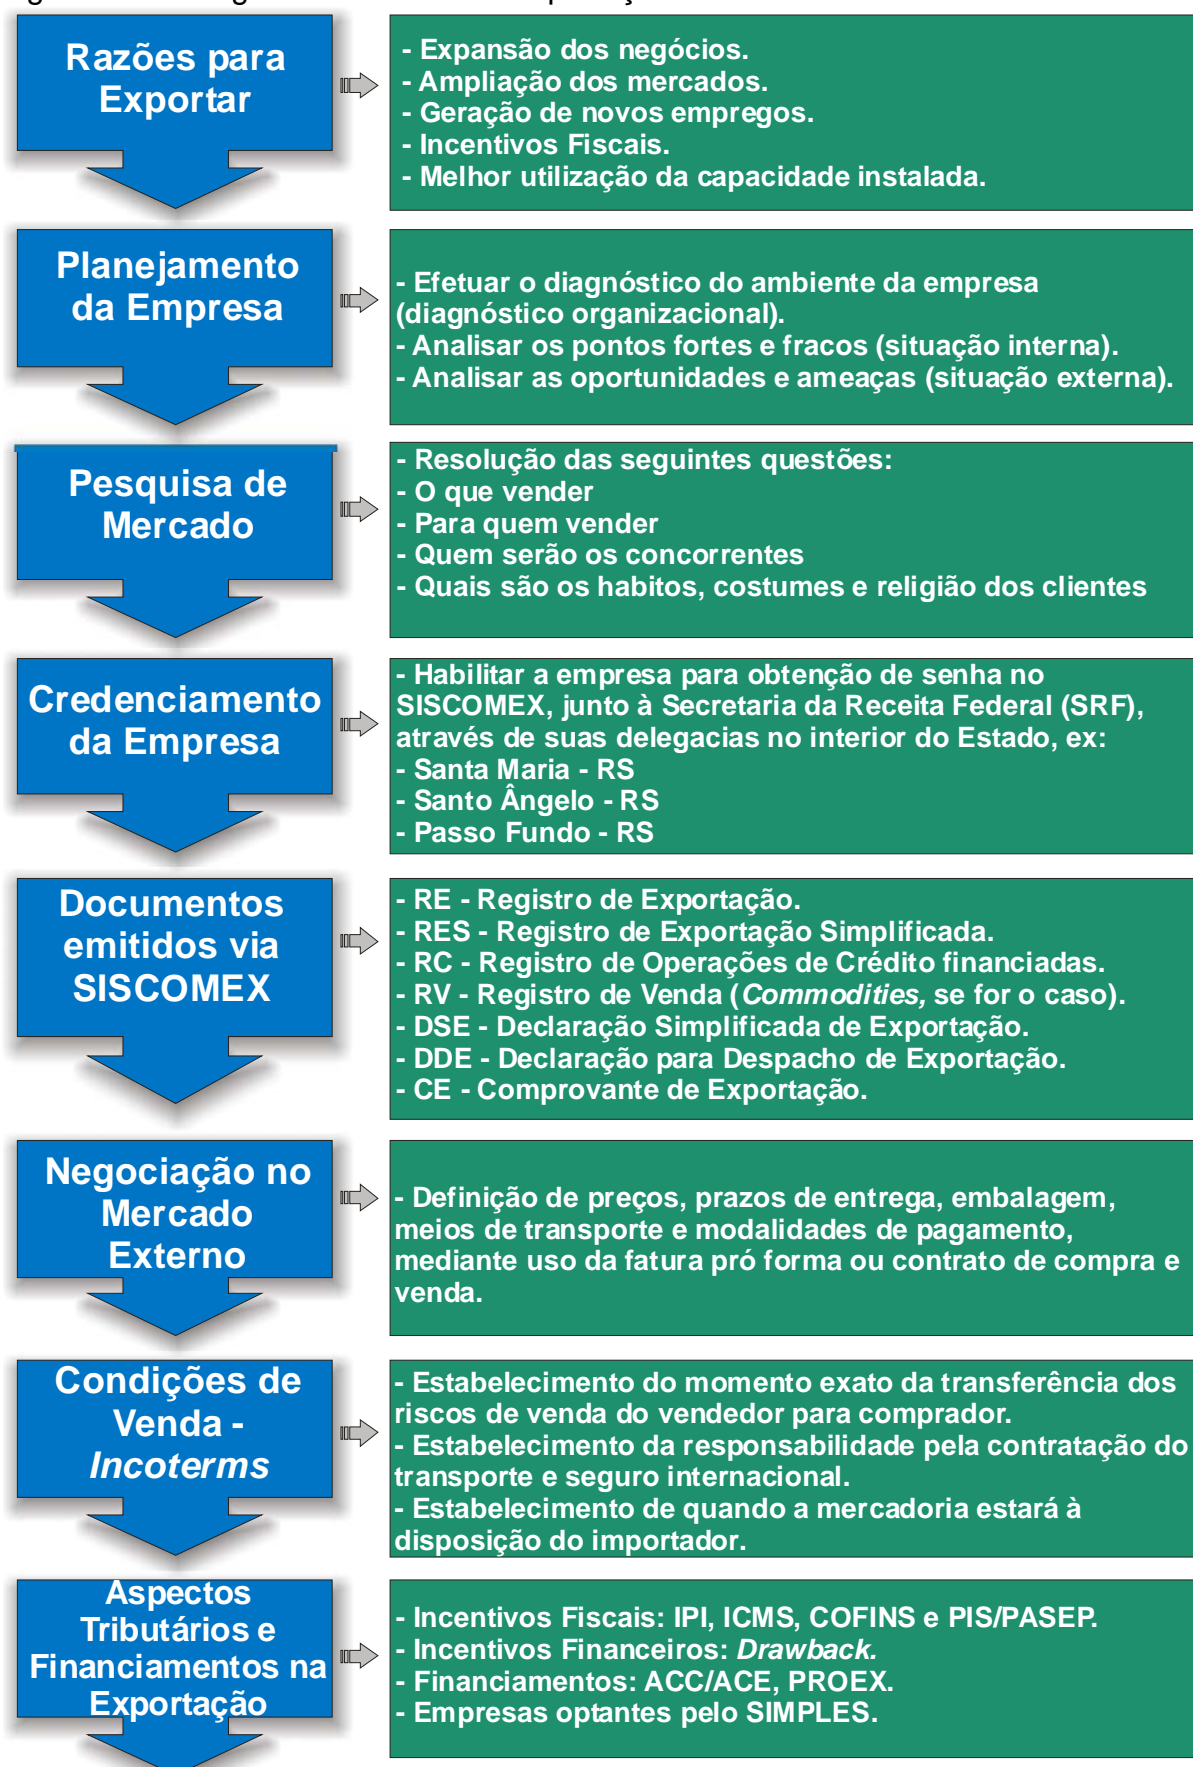 Razões para
Exportar
- Expansão dos negócios.
- Ampliação dos mercados.
- Geração de novos empregos.
- Incentivos Fiscais.
- Melhor utilização da capacidade instalada.
Planejamento
da Empresa
- Efetuar o diagnóstico do ambiente da empresa
(diagnóstico organizacional).
- Analisar os pontos fortes e fracos (situação interna).
- Analisar as oportunidades e ameaças (situação externa).
Pesquisa de
Mercado
- Resolução das seguintes questões:
- O que vender
- Para quem vender
- Quem serão os concorrentes
- Quais são os habitos, costumes e religião dos clientes
Credenciamento
da Empresa
- Habilitar a empresa para obtenção de senha no
SISCOMEX, junto à Secretaria da Receita Federal (SRF),
através de suas delegacias no interior do Estado, ex:
- Santa Maria - RS
- Santo Ângelo - RS
- Passo Fundo - RS
Documentos
emitidos via
SISCOMEX
- RE - Registro de Exportação.
- RES - Registro de Exportação Simplificada.
- RC - Registro de Operações de Crédito financiadas.
- RV - Registro de Venda (Commodities, se for o caso).
- DSE - Declaração Simplificada de Exportação.
- DDE - Declaração para Despacho de Exportação.
- CE - Comprovante de Exportação.
Negociação no
Mercado
Externo
- Definição de preços, prazos de entrega, embalagem,
meios de transporte e modalidades de pagamento,
mediante uso da fatura pró forma ou contrato de compra e
venda.
Condições de
Venda -
Incoterms
- Estabelecimento do momento exato da transferência dos
riscos de venda do vendedor para comprador.
- Estabelecimento da responsabilidade pela contratação do
transporte e seguro internacional.
- Estabelecimento de quando a mercadoria estará à
disposição do importador.
Aspectos
Tributários e
Financiamentos na
Exportação
- Incentivos Fiscais: IPI, ICMS, COFINS e PIS/PASEP.
- Incentivos Financeiros: Drawback.
- Financiamentos: ACC/ACE, PROEX.
- Empresas optantes pelo SIMPLES.